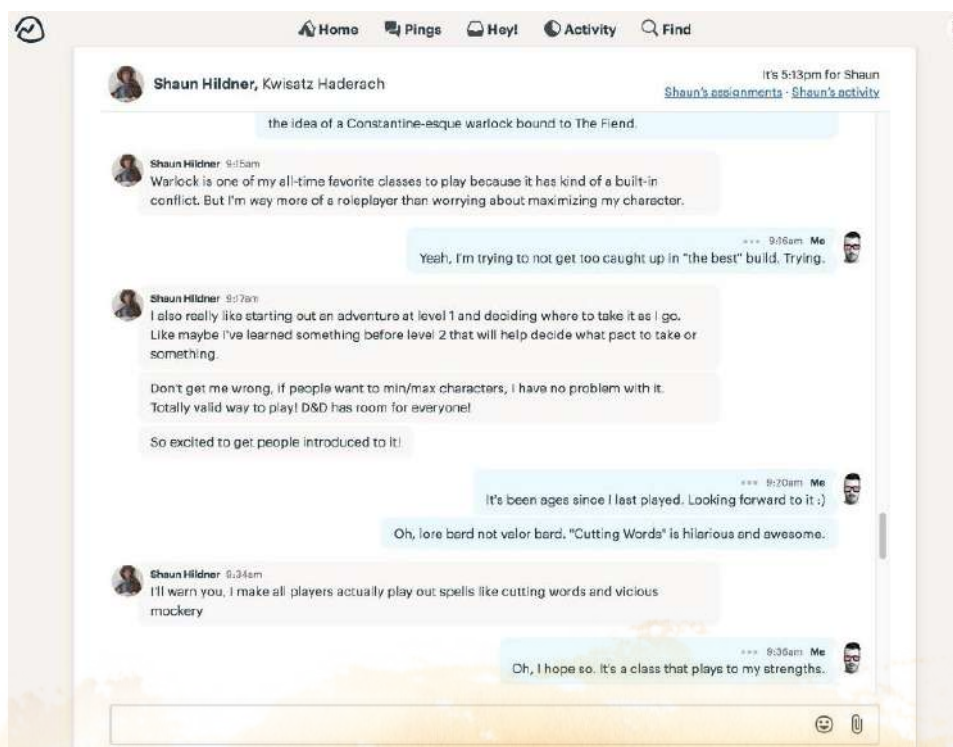 Home Pings Hey! Activity Find
Shaun Hildner, Kwisatz Haderach
It's 5:13pm for Shaun
Shaun's assignments · Shaun's activity
the idea of a Constantine-esque warlock bound to The Fiend.
Shaun Hildner 9:15am
Warlock is one of my all-time favorite classes to play because it has kind of a built-in
conflict. But I'm way more of a roleplayer than worrying about maximizing my character.
••• 9:16am Me
Yeah, I'm trying to not get too caught up in "the best" build. Trying.
Shaun Hildner 9:17am
I also really like starting out an adventure at level 1 and deciding where to take it as I go.
Like maybe I've learned something before level 2 that will help decide what pact to take or
something.
Don't get me wrong, if people want to min/max characters, I have no problem with it.
Totally valid way to play! D&D has room for everyone!
So excited to get people introduced to it!
••• 9:20am Me
It's been ages since I last played. Looking forward to it :)
Oh, lore bard not valor bard. "Cutting Words" is hilarious and awesome.
Shaun Hildner 9:34am
I'll warn you, I make all players actually play out spells like cutting words and vicious
mockery
••• 9:36am Me
Oh, I hope so. It's a class that plays to my strengths.